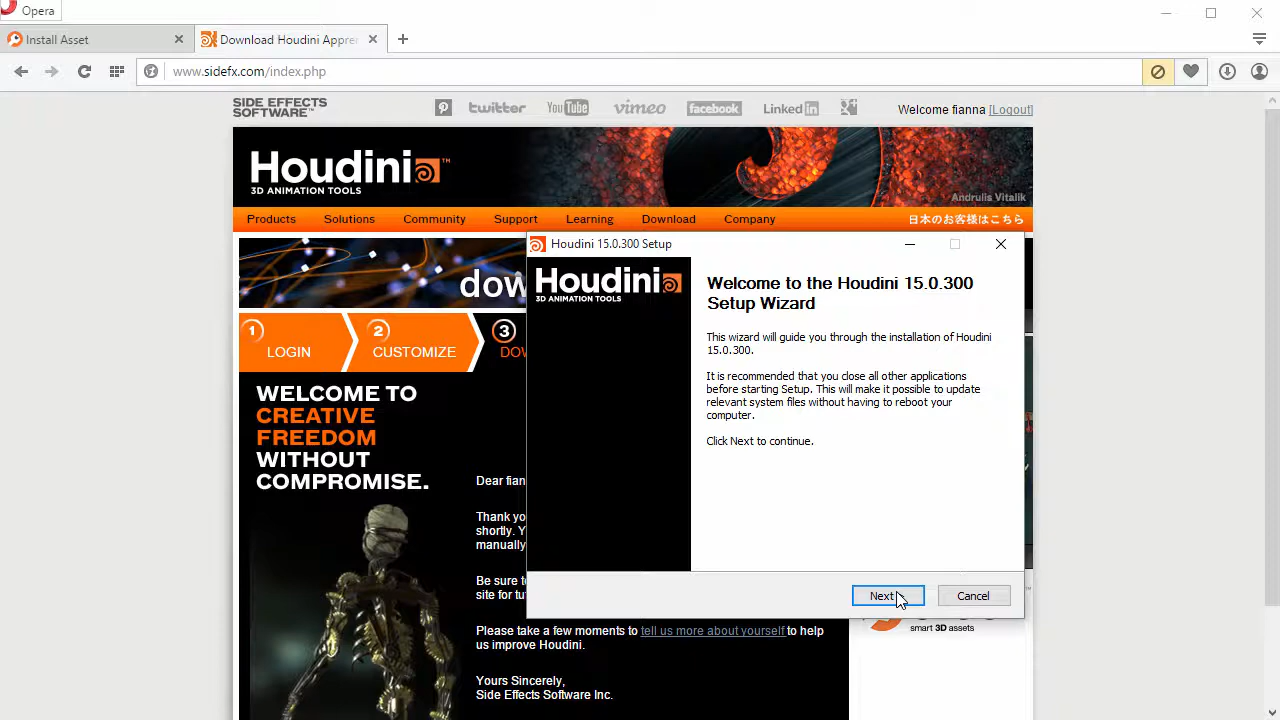 Opera
Install Asset
Download Houdini Appren
www.sidefx.com/index.php
SIDE EFFECTS
SOFTWARE™
twitter
YouTube
vimeo
facebook
Linked in
Welcome fianna [Logout]
Houdini™
3D ANIMATION TOOLS
Andrulis Vitalik
Products
Solutions
Community
Support
Learning
Download
Company
日本のお客様はこちら
dow
1
LOGIN
2
CUSTOMIZE
3
DO
WELCOME TO
CREATIVE
FREEDOM
WITHOUT
COMPROMISE.
Dear fian
Thank yo
shortly. Y
manually
Be sure t
site for tu
Please take a few moments to tell us more about yourself to help
us improve Houdini.
Yours Sincerely,
Side Effects Software Inc.
Houdini 15.0.300 Setup
Houdini
3D ANIMATION TOOLS
Welcome to the Houdini 15.0.300
Setup Wizard
This wizard will guide you through the installation of Houdini
15.0.300.
It is recommended that you close all other applications
before starting Setup. This will make it possible to update
relevant system files without having to reboot your
computer.
Click Next to continue.
Next
Cancel
smart 3D assets